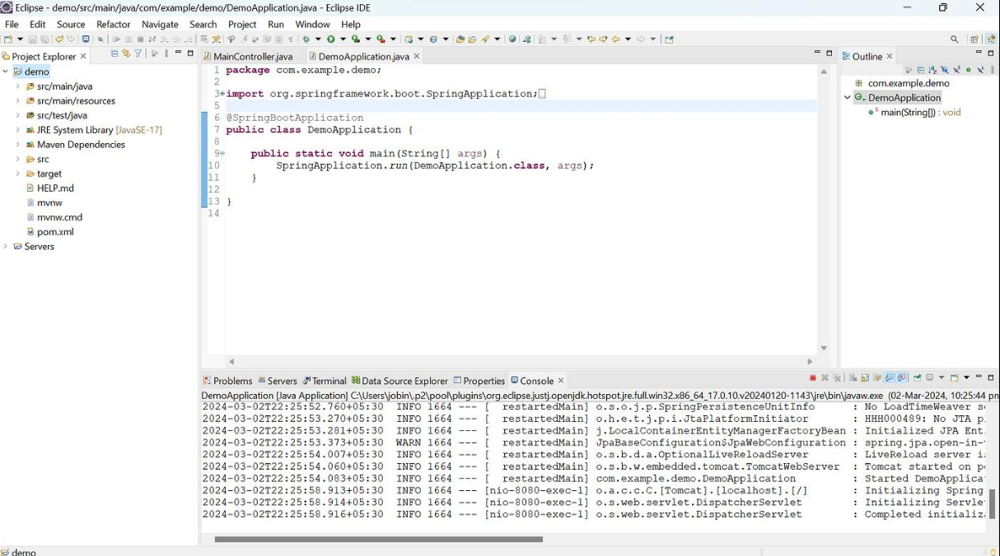 Eclipse - demo/src/main/java/com/example/demo/DemoApplication.java - Eclipse IDE
File Edit Source Refactor Navigate Search Project Run Window Help
Project Explorer
demo
src/main/java
src/main/resources
src/test/java
JRE System Library [JavaSE-17]
Maven Dependencies
src
target
HELP.md
mvnw
mvnw.cmd
pom.xml
Servers
MainController.java DemoApplication.java
1 package com.example.demo;
2
3 import org.springframework.boot.SpringApplication;
5
6 @SpringBootApplication
7 public class DemoApplication {
8
9 public static void main(String[] args) {
10 SpringApplication.run(DemoApplication.class, args);
11 }
12
13 }
14
Outline
com.example.demo
DemoApplication
main(String[]) : void
Problems Servers Terminal Data Source Explorer Properties Console
DemoApplication [Java Application] C:\Users\jobin\.p2\pool\plugins\org.eclipse.justj.openjdk.hotspot.jre.full.win32.x86_64_17.0.10.v20240120-1143\jre\bin\javaw.exe (02-Mar-2024, 10:25:44 pn
2024-03-02T22:25:52.760+05:30 INFO 1664 --- [ restartedMain] o.s.o.j.p.SpringPersistenceUnitInfo : No LoadTimeWeaver s
2024-03-02T22:25:53.270+05:30 INFO 1664 --- [ restartedMain] o.h.e.t.j.p.i.JtaPlatformInitiator : HHH000489: No JTA p
2024-03-02T22:25:53.281+05:30 INFO 1664 --- [ restartedMain] j.LocalContainerEntityManagerFactoryBean : Initialized JPA Ent
2024-03-02T22:25:53.373+05:30 WARN 1664 --- [ restartedMain] JpaBaseConfiguration$JpaWebConfiguration : spring.jpa.open-in-
2024-03-02T22:25:54.007+05:30 INFO 1664 --- [ restartedMain] o.s.b.d.a.OptionalLiveReloadServer : LiveReload server i
2024-03-02T22:25:54.060+05:30 INFO 1664 --- [ restartedMain] o.s.b.w.embedded.tomcat.TomcatWebServer : Tomcat started on p
2024-03-02T22:25:54.083+05:30 INFO 1664 --- [ restartedMain] com.example.demo.DemoApplication : Started DemoApplica
2024-03-02T22:25:58.913+05:30 INFO 1664 --- [nio-8080-exec-1] o.a.c.c.C.[Tomcat].[localhost].[/] : Initializing Spring
2024-03-02T22:25:58.914+05:30 INFO 1664 --- [nio-8080-exec-1] o.s.web.servlet.DispatcherServlet : Initializing Servle
2024-03-02T22:25:58.916+05:30 INFO 1664 --- [nio-8080-exec-1] o.s.web.servlet.DispatcherServlet : Completed initializ
demo